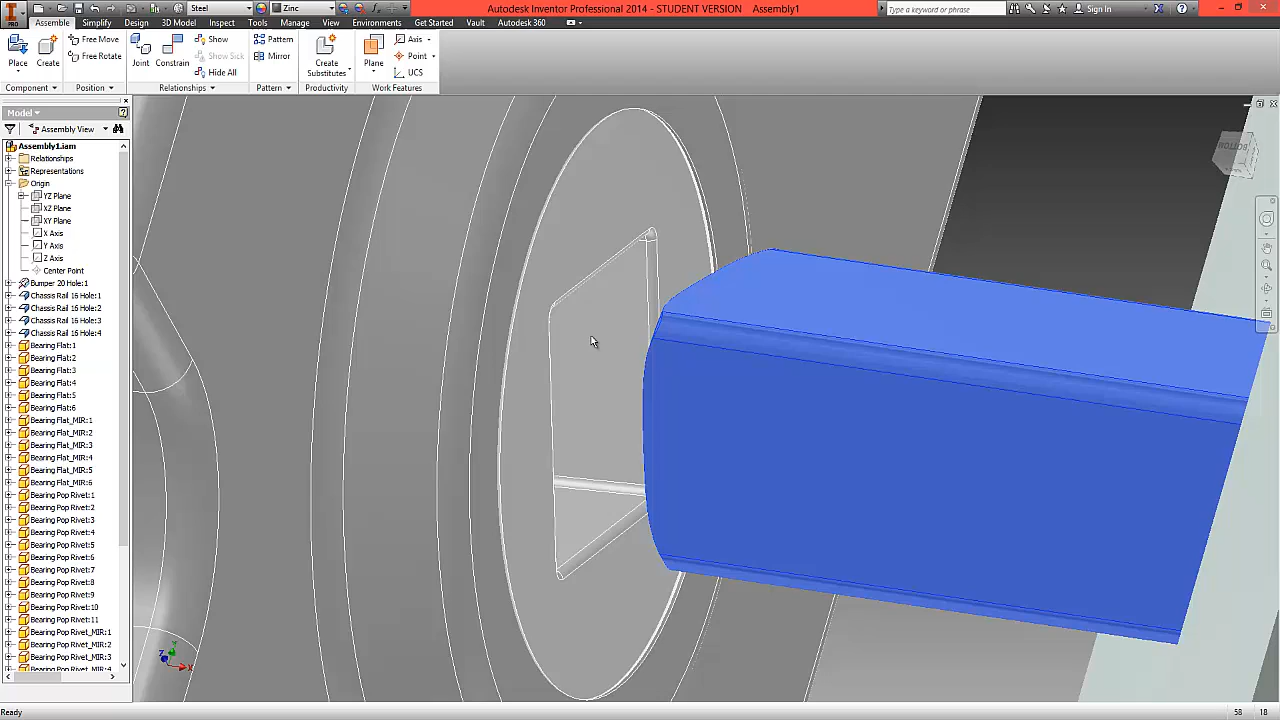 Steel
Zinc
Autodesk Inventor Professional 2014 - STUDENT VERSION Assembly1
Type a keyword or phrase
Sign In
PRO
Assemble Simplify Design 3D Model Inspect Tools Manage View Environments Get Started Vault Autodesk 360
Place
Create
Free Move
Free Rotate
Joint
Constrain
Show
Show Sick
Hide All
Pattern
Mirror
Create
Substitutes
Plane
Axis
Point
UCS
Component
Position
Relationships
Pattern
Productivity
Work Features
Model
Assembly View
Assembly1.iam
Relationships
Representations
Origin
YZ Plane
XZ Plane
XY Plane
X Axis
Y Axis
Z Axis
Center Point
Bumper 20 Hole:1
Chassis Rail 16 Hole:1
Chassis Rail 16 Hole:2
Chassis Rail 16 Hole:3
Chassis Rail 16 Hole:4
Bearing Flat:1
Bearing Flat:2
Bearing Flat:3
Bearing Flat:4
Bearing Flat:5
Bearing Flat:6
Bearing Flat_MIR:1
Bearing Flat_MIR:2
Bearing Flat_MIR:3
Bearing Flat_MIR:4
Bearing Flat_MIR:5
Bearing Flat_MIR:6
Bearing Pop Rivet:1
Bearing Pop Rivet:2
Bearing Pop Rivet:3
Bearing Pop Rivet:4
Bearing Pop Rivet:5
Bearing Pop Rivet:6
Bearing Pop Rivet:7
Bearing Pop Rivet:8
Bearing Pop Rivet:9
Bearing Pop Rivet:10
Bearing Pop Rivet:11
Bearing Pop Rivet_MIR:1
Bearing Pop Rivet_MIR:2
Bearing Pop Rivet_MIR:3
Bearing Pop Rivet_MIR:4
BOTTOM
Z
Y
X
Ready
58
18